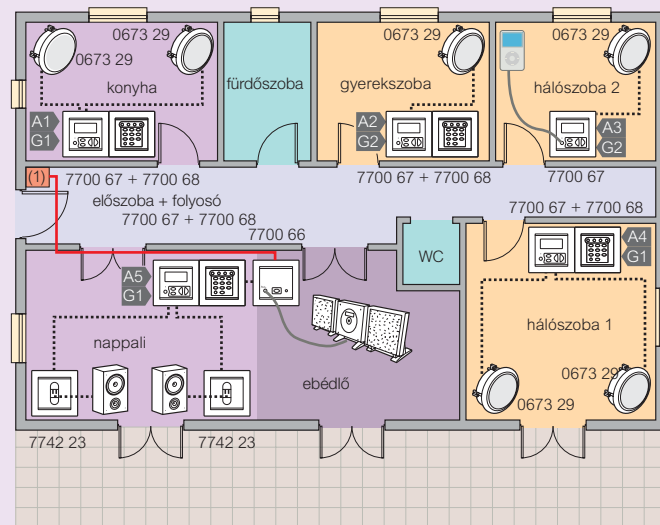 0673 29
0673 29
0673 29
0673 29
0673 29
konyha
fürdőszoba
gyerekszoba
hálószoba 2
A1
G1
A2
G2
A3
G2
(1)
7700 67 + 7700 68
7700 67 + 7700 68
7700 67
előszoba + folyosó
7700 67 + 7700 68
7700 67 + 7700 68
7700 66
WC
A4
G1
A5
G1
nappali
ebédlő
hálószoba 1
0673 29
0673 29
7742 23
7742 23